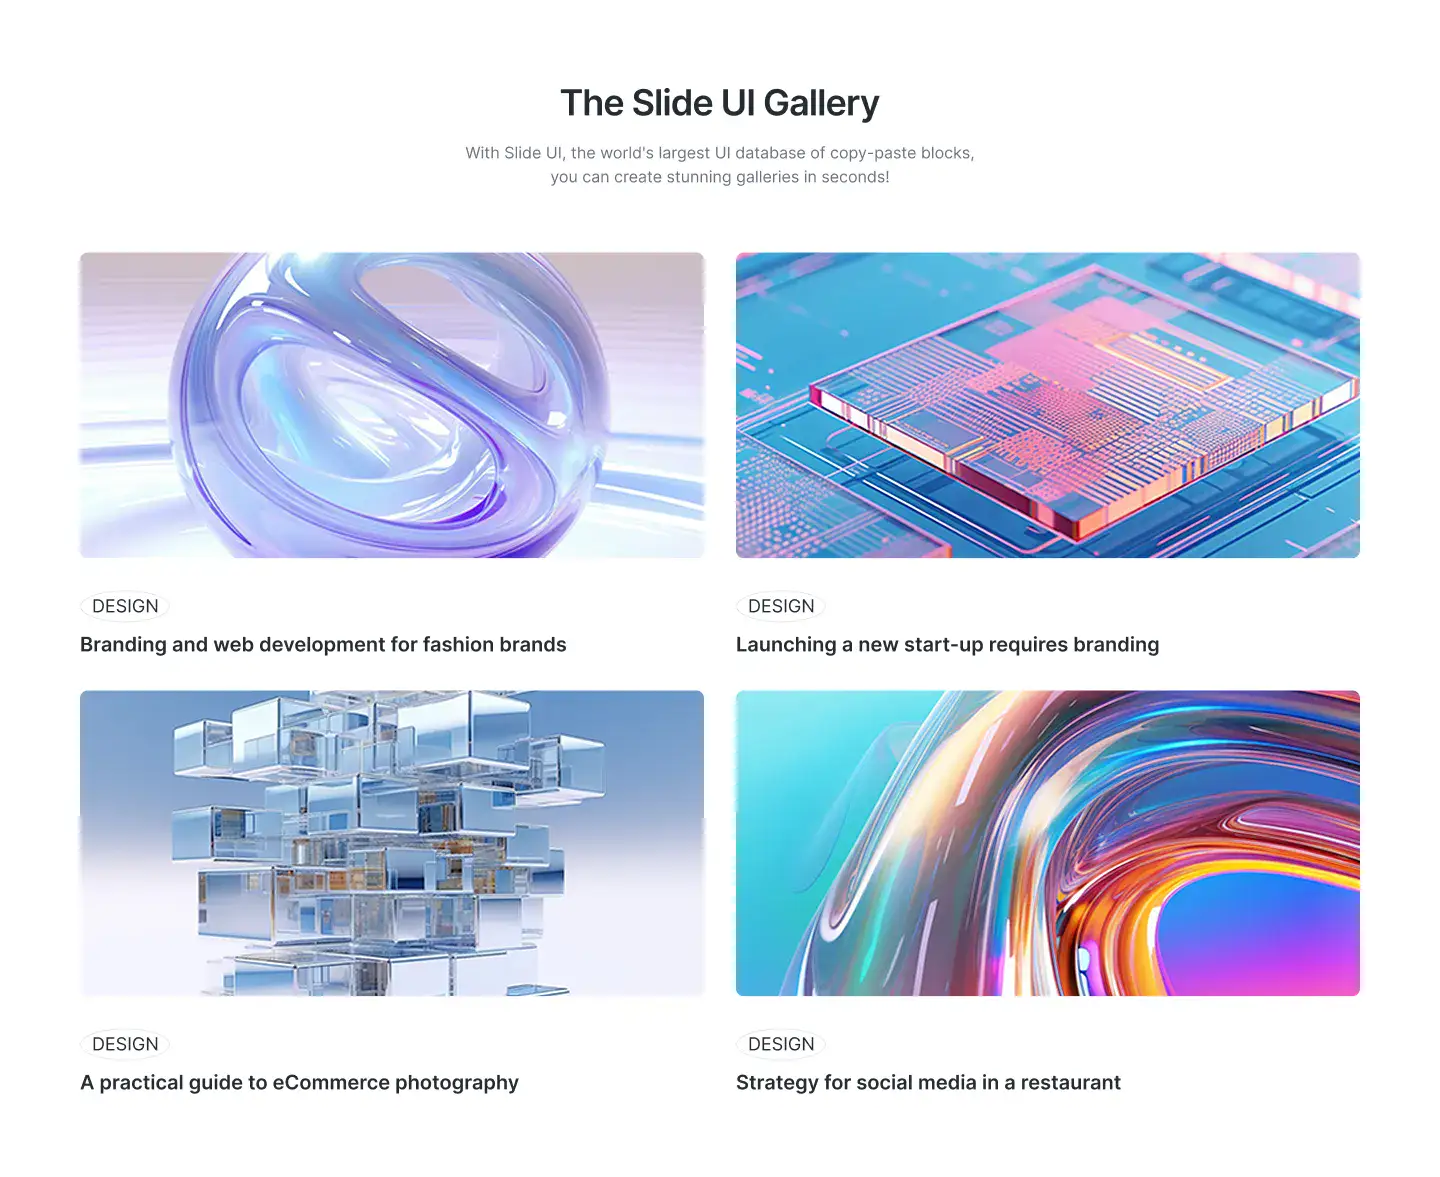 The Slide UI Gallery
With Slide UI, the world's largest UI database of copy-paste blocks,
you can create stunning galleries in seconds!
DESIGN
Branding and web development for fashion brands
DESIGN
Launching a new start-up requires branding
DESIGN
A practical guide to eCommerce photography
DESIGN
Strategy for social media in a restaurant